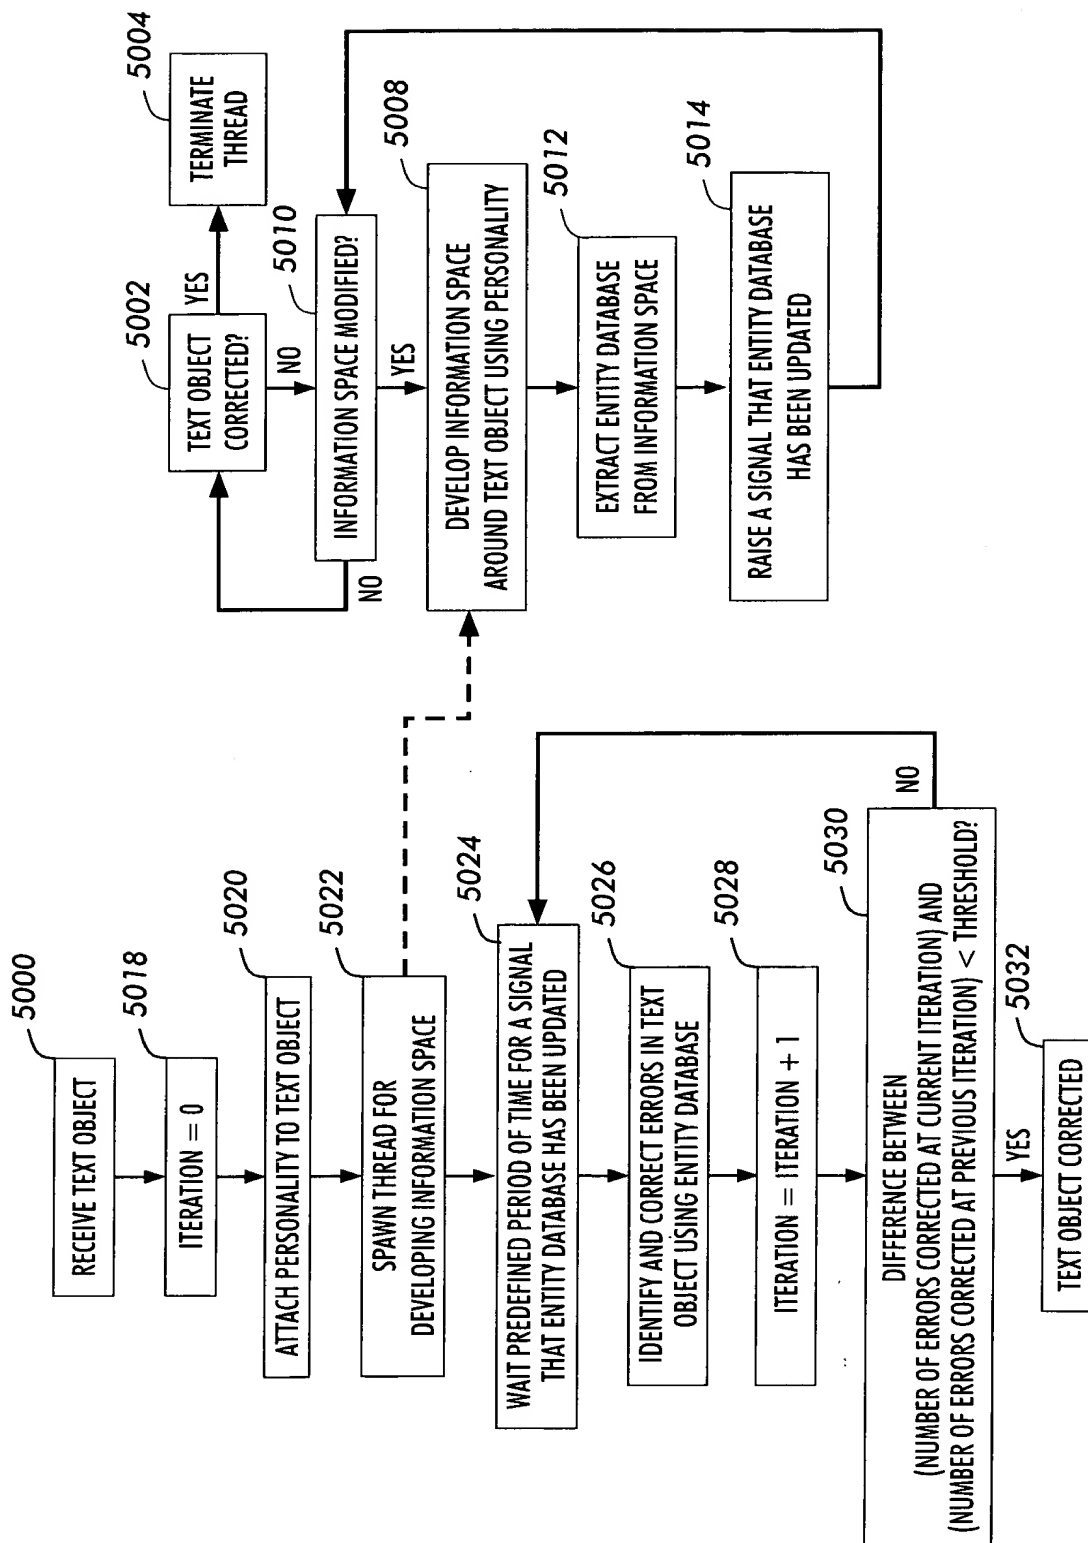 5000
RECEIVE TEXT OBJECT
5018
ITERATION = 0
5020
ATTACH PERSONALITY TO TEXT OBJECT
5022
SPAWN THREAD FOR
DEVELOPING INFORMATION SPACE
5024
WAIT PREDEFINED PERIOD OF TIME FOR A SIGNAL
THAT ENTITY DATABASE HAS BEEN UPDATED
5026
IDENTIFY AND CORRECT ERRORS IN TEXT
OBJECT USING ENTITY DATABASE
5028
ITERATION = ITERATION + 1
5030
DIFFERENCE BETWEEN
(NUMBER OF ERRORS CORRECTED AT CURRENT ITERATION) AND
(NUMBER OF ERRORS CORRECTED AT PREVIOUS ITERATION) < THRESHOLD?
NO
YES
5032
TEXT OBJECT CORRECTED
5002
TEXT OBJECT
CORRECTED?
YES
5004
TERMINATE
THREAD
NO
5010
INFORMATION SPACE MODIFIED?
NO
YES
5008
DEVELOP INFORMATION SPACE
AROUND TEXT OBJECT USING PERSONALITY
5012
EXTRACT ENTITY DATABASE
FROM INFORMATION SPACE
5014
RAISE A SIGNAL THAT ENTITY DATABASE
HAS BEEN UPDATED